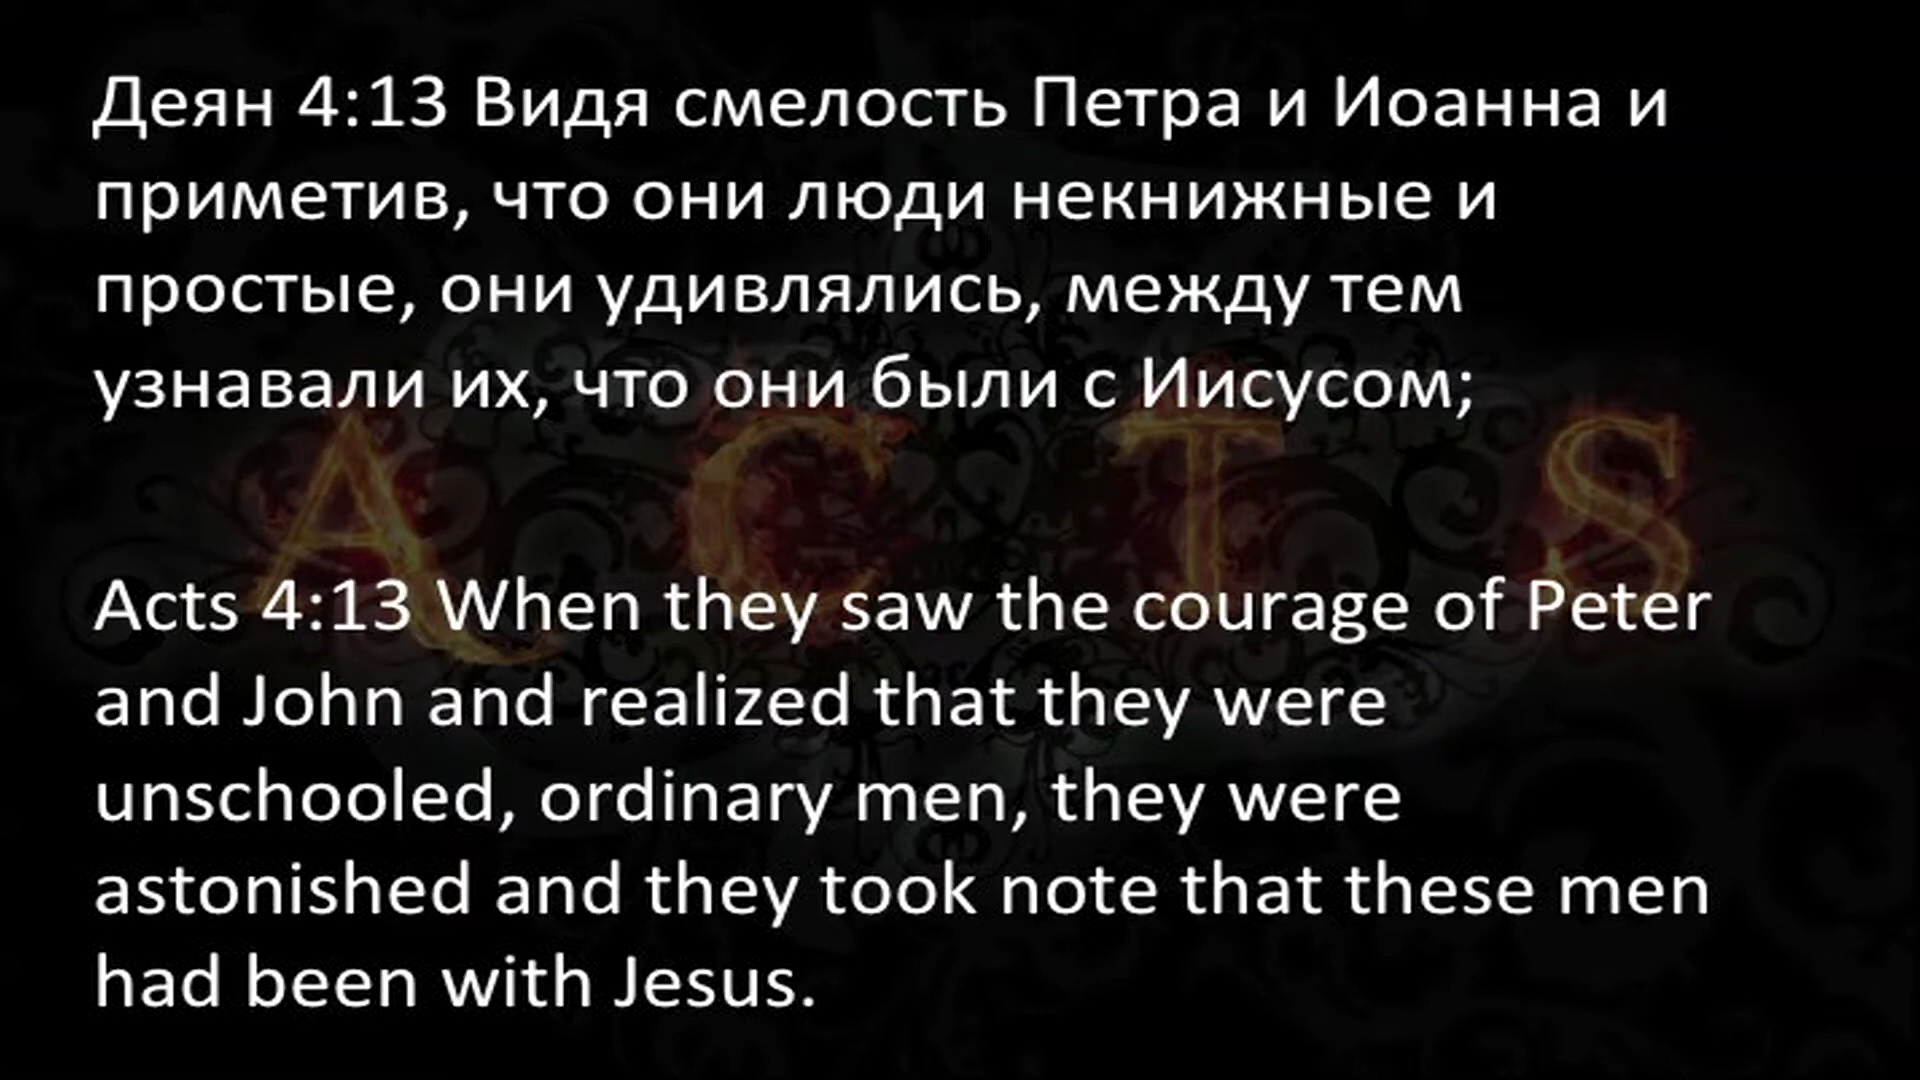 Деян 4:13 Видя смелость Петра и Иоанна и
приметив, что они люди некнижные и
простые, они удивлялись, между тем
узнавали их, что они были с Иисусом;
A C T S
Acts 4:13 When they saw the courage of Peter
and John and realized that they were
unschooled, ordinary men, they were
astonished and they took note that these men
had been with Jesus.